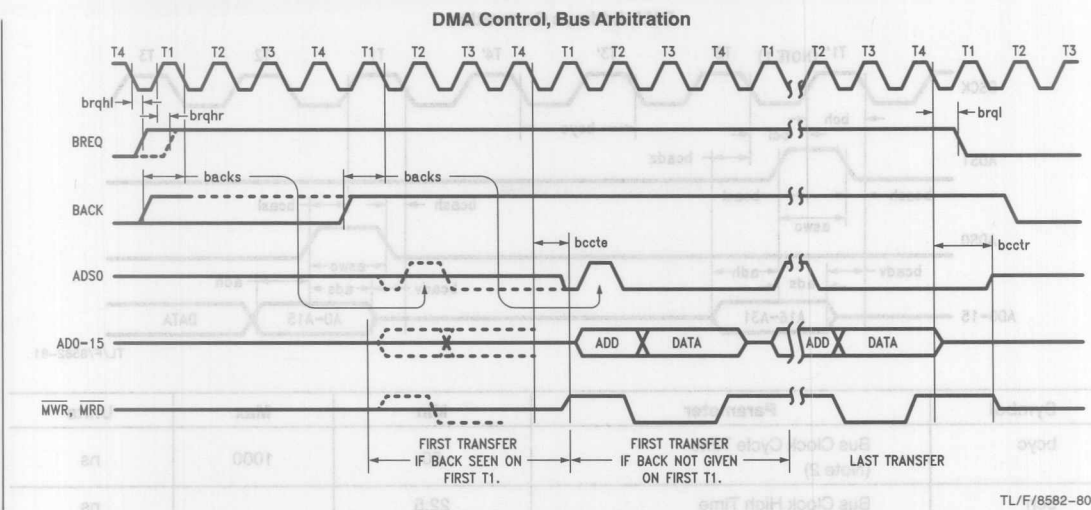 DMA Control, Bus Arbitration
T4 T1 T2 T3 T4 T1 T2 T3 T4 T1 T2 T3 T4 T1 T2 T3 T4 T1 T2 T3
brqhl
brqhr
brql
BREQ
backs backs
BACK
bccte
bcctr
ADS0
AD0-15
ADD DATA ADD DATA
MWR, MRD
FIRST TRANSFER
IF BACK SEEN ON
FIRST T1.
FIRST TRANSFER
IF BACK NOT GIVEN
ON FIRST T1.
LAST TRANSFER
TL/F/8582-80